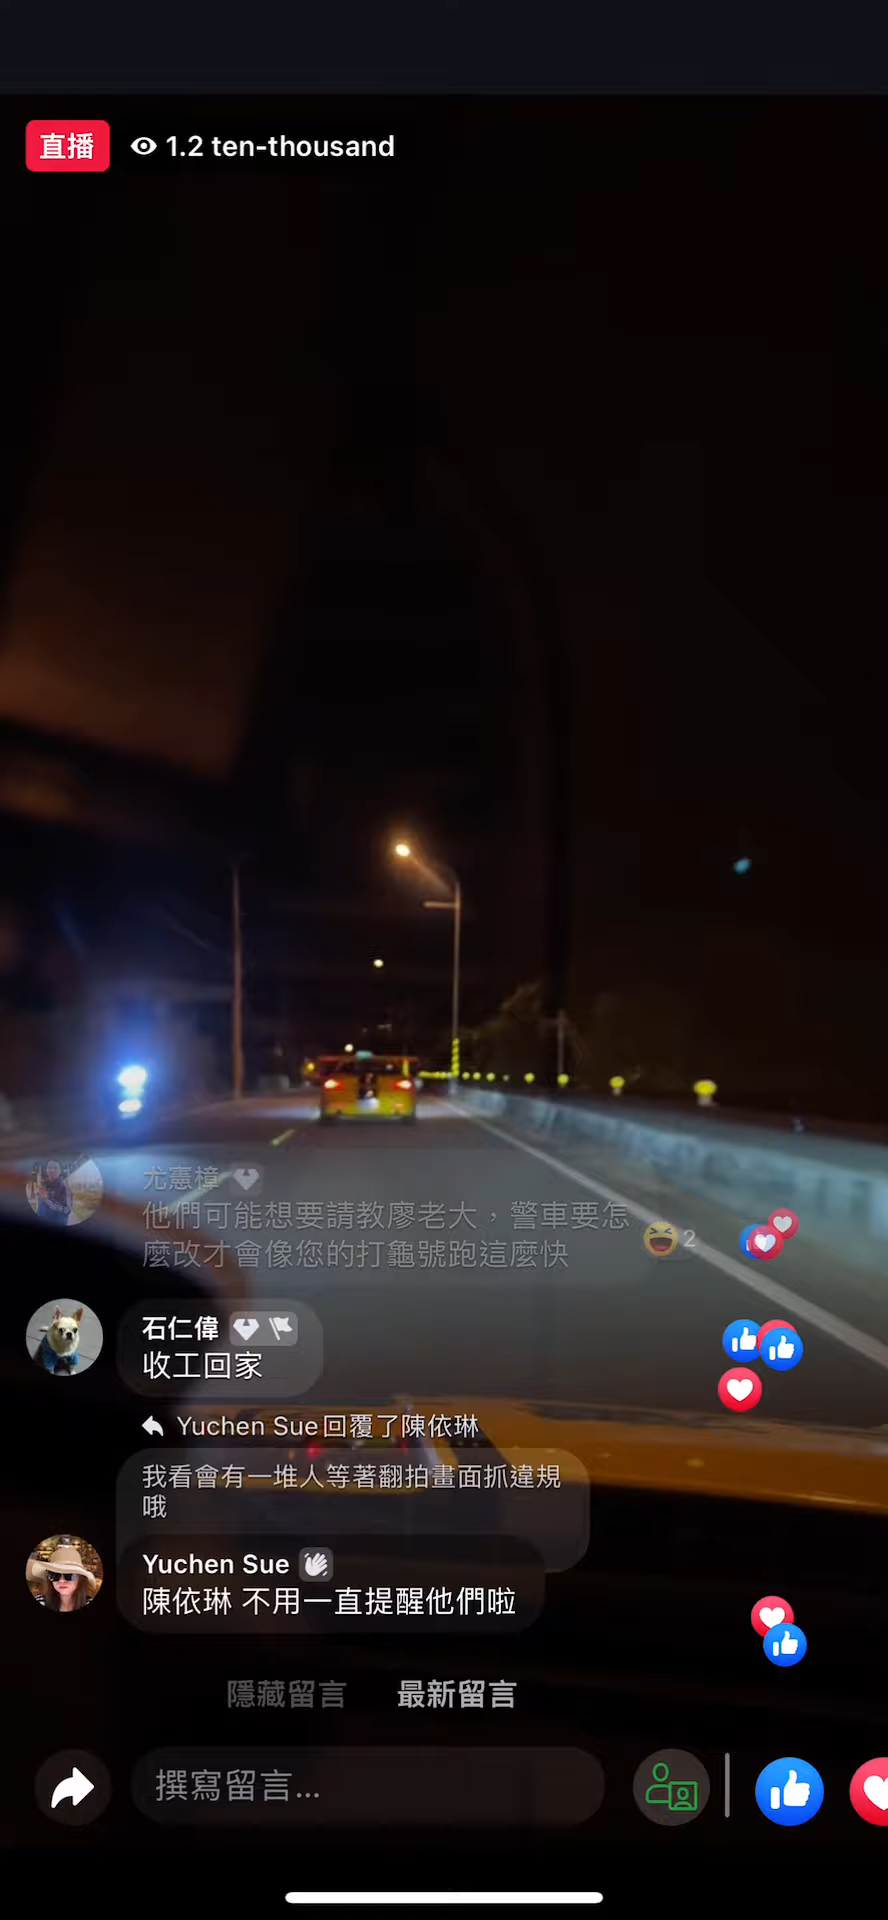 直播 1.2 ten-thousand
尤憲樟
他們可能想要請教廖老大，警車要怎
麼改才會像您的打龜號跑這麼快
2
石仁偉
收工回家
Yuchen Sue回覆了陳依琳
我看會有一堆人等著翻拍畫面抓違規
哦
Yuchen Sue
陳依琳 不用一直提醒他們啦
隱藏留言 最新留言
撰寫留言...